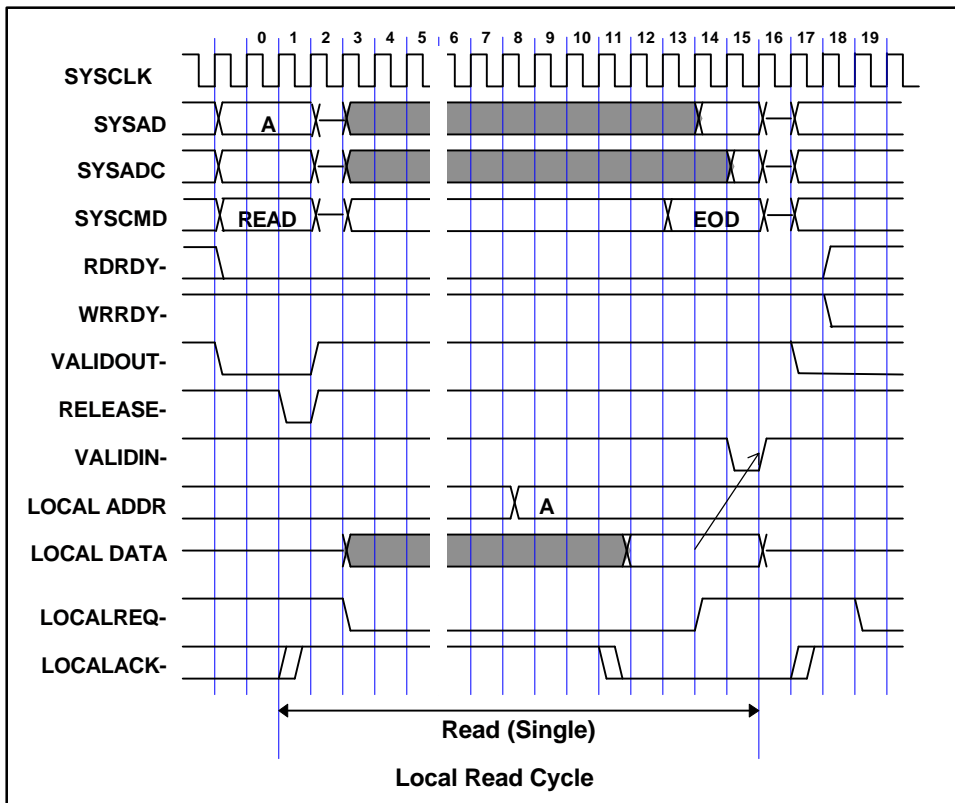 0 1 2 3 4 5 6 7 8 9 10 11 12 13 14 15 16 17 18 19
SYSCLK
SYSAD A
SYSADC
SYSCMD READ EOD
RDRDY-
WRRDY-
VALIDOUT-
RELEASE-
VALIDIN-
LOCAL ADDR A
LOCAL DATA
LOCALREQ-
LOCALACK-
Read (Single)
Local Read Cycle